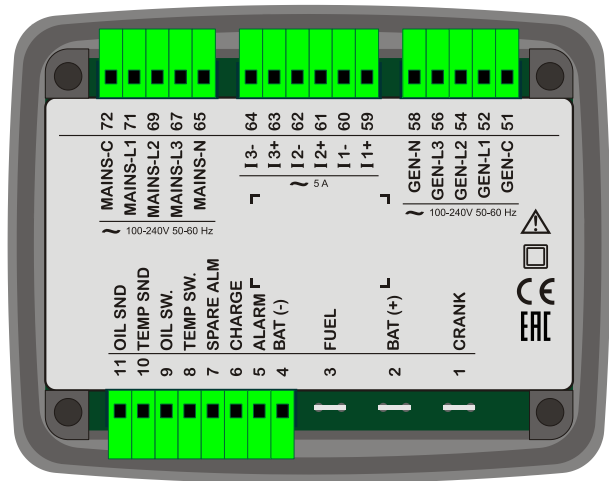 72 71 69 67 65 64 63 62 61 60 59 58 56 54 52 51
MAINS-C
MAINS-L1
MAINS-L2
MAINS-L3
MAINS-N
I3-
I3+
I2-
I2+
I1-
I1+
GEN-N
GEN-L3
GEN-L2
GEN-L1
GEN-C
~ 100-240V 50-60 Hz
~ 5 A
~ 100-240V 50-60 Hz
CE
EAC
OIL SND
TEMP SND
OIL SW.
TEMP SW.
SPARE ALM
CHARGE
ALARM
BAT (-)
FUEL
BAT (+)
CRANK
11 10 9 8 7 6 5 4 3 2 1